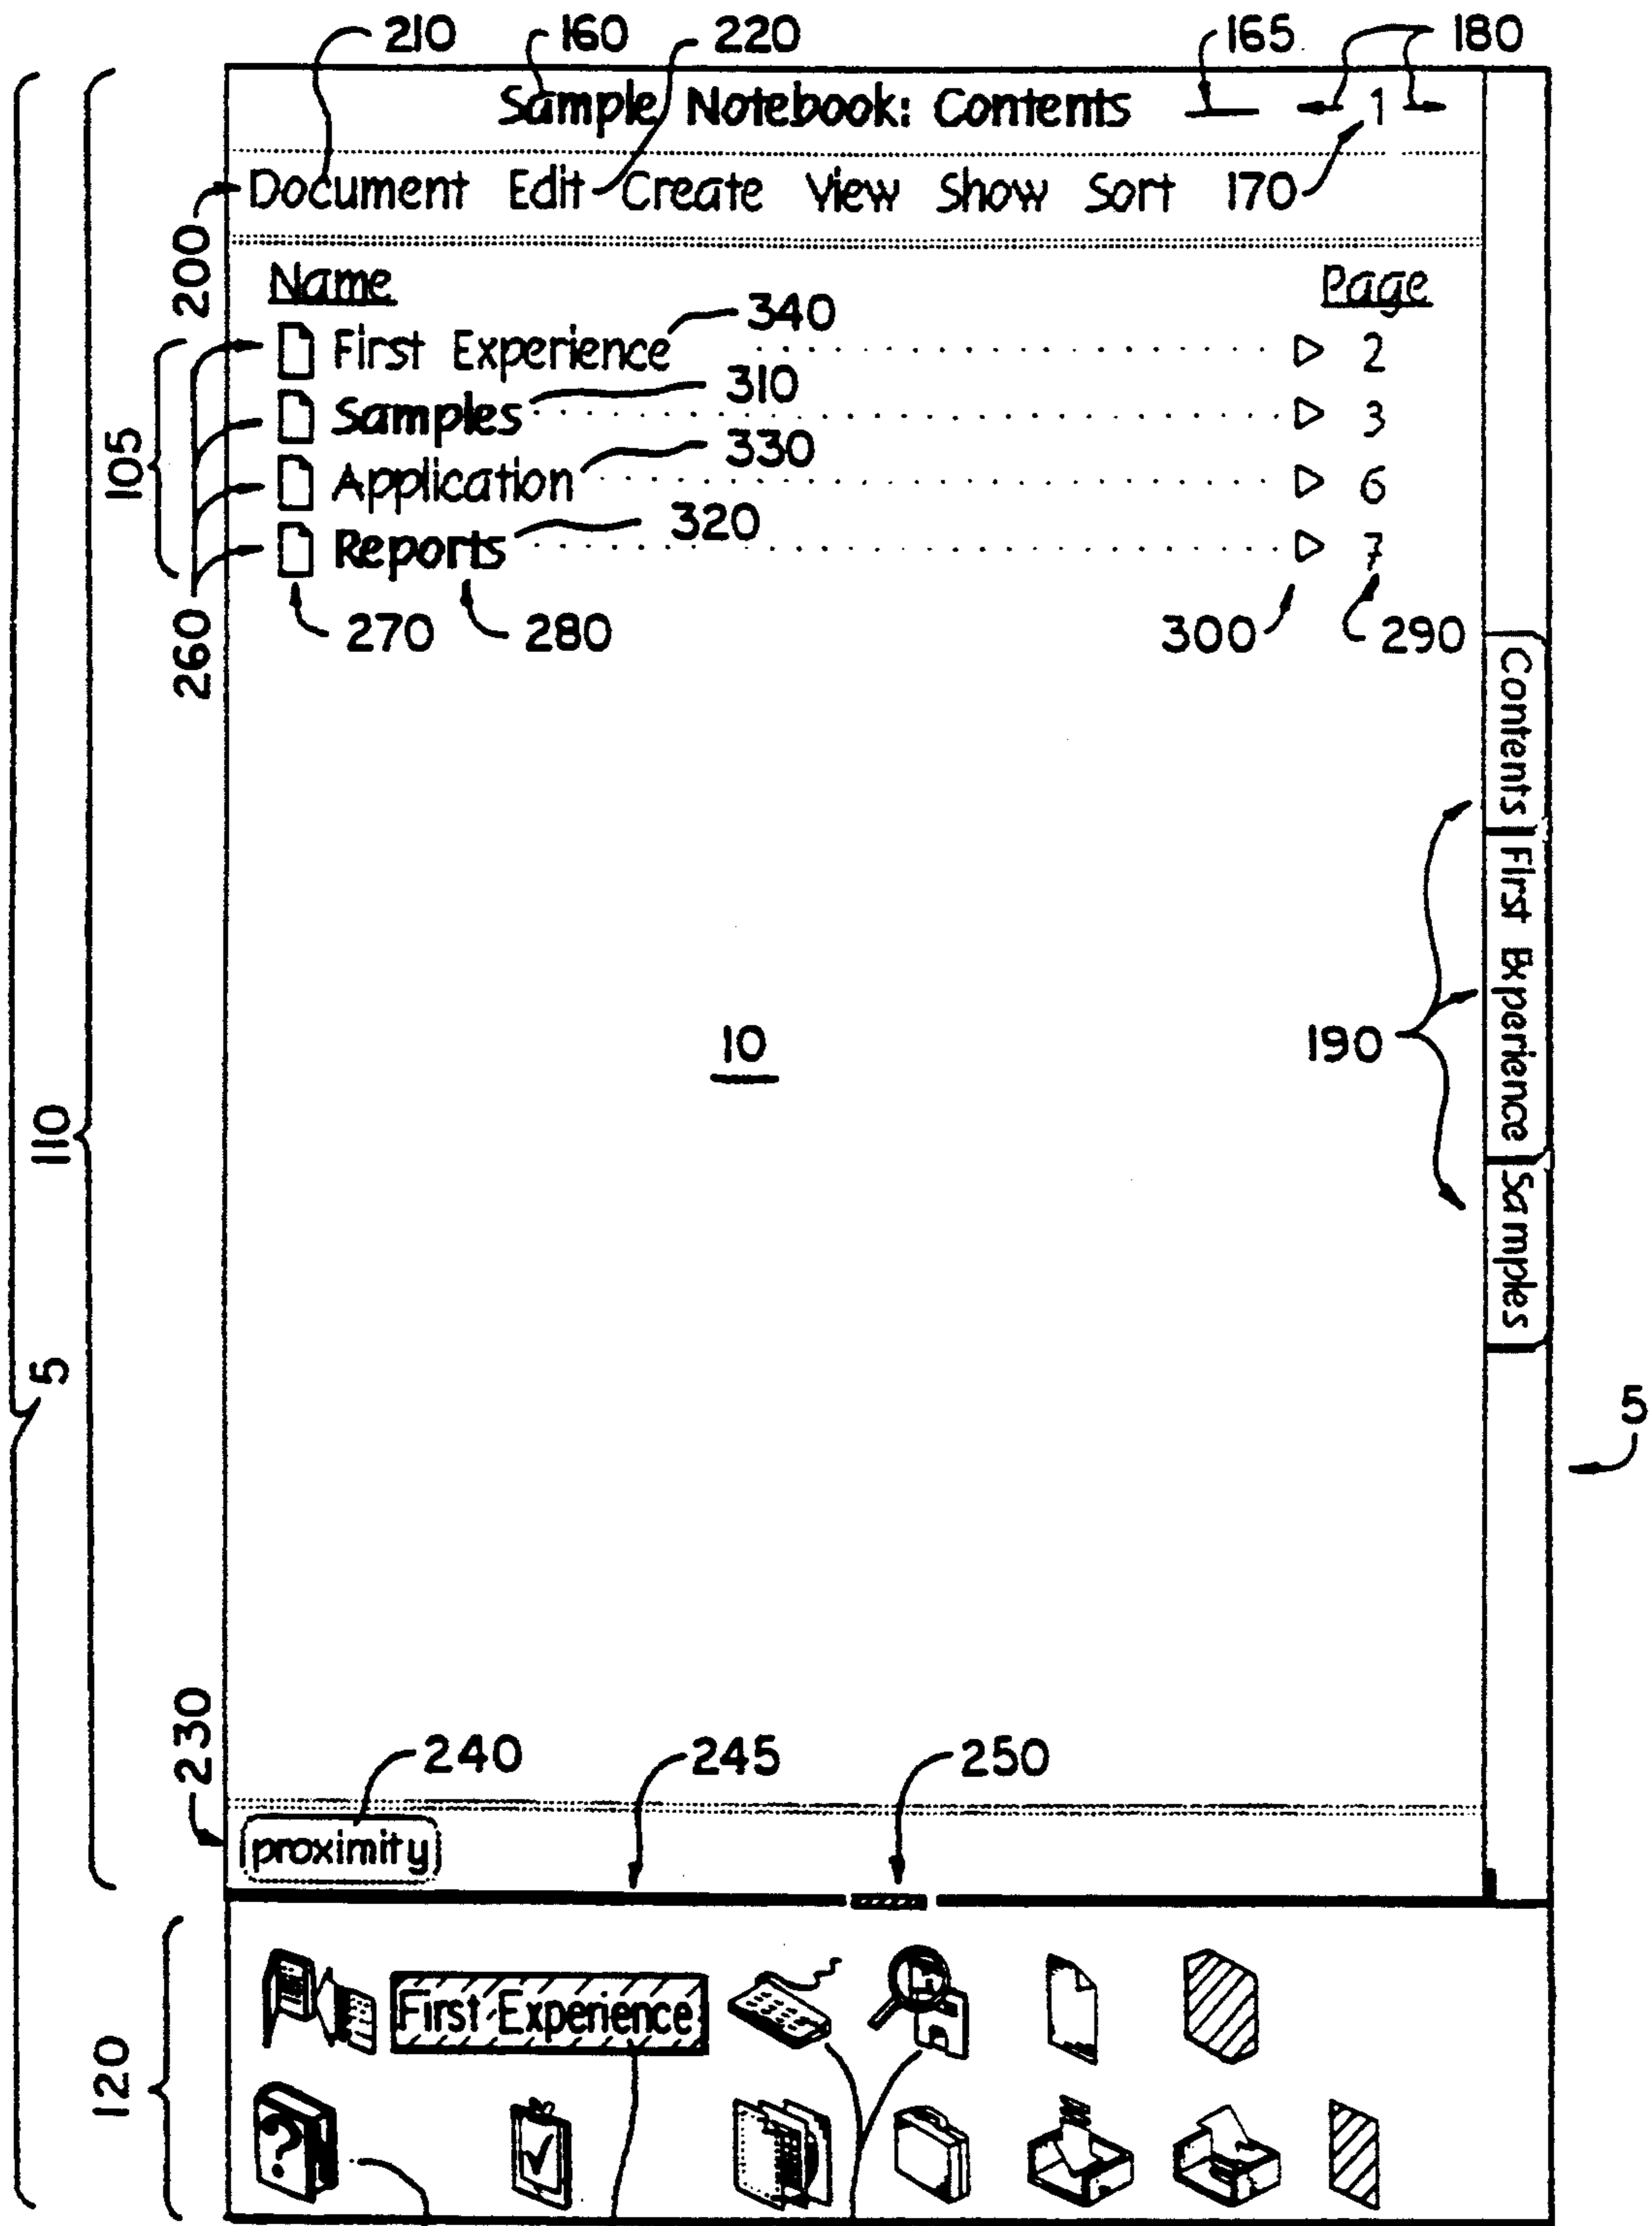 210 160 220 165 180
Sample Notebook: Contents 1
Document Edit Create View Show Sort 170
200
Name Page
First Experience 340 2
Samples 310 3
Application 330 6
Reports 320 7
105
260
270 280 300 290
Contents
First Experience
Samples
190
10
110
5
5
230
240 245 250
proximity
First Experience
120
?